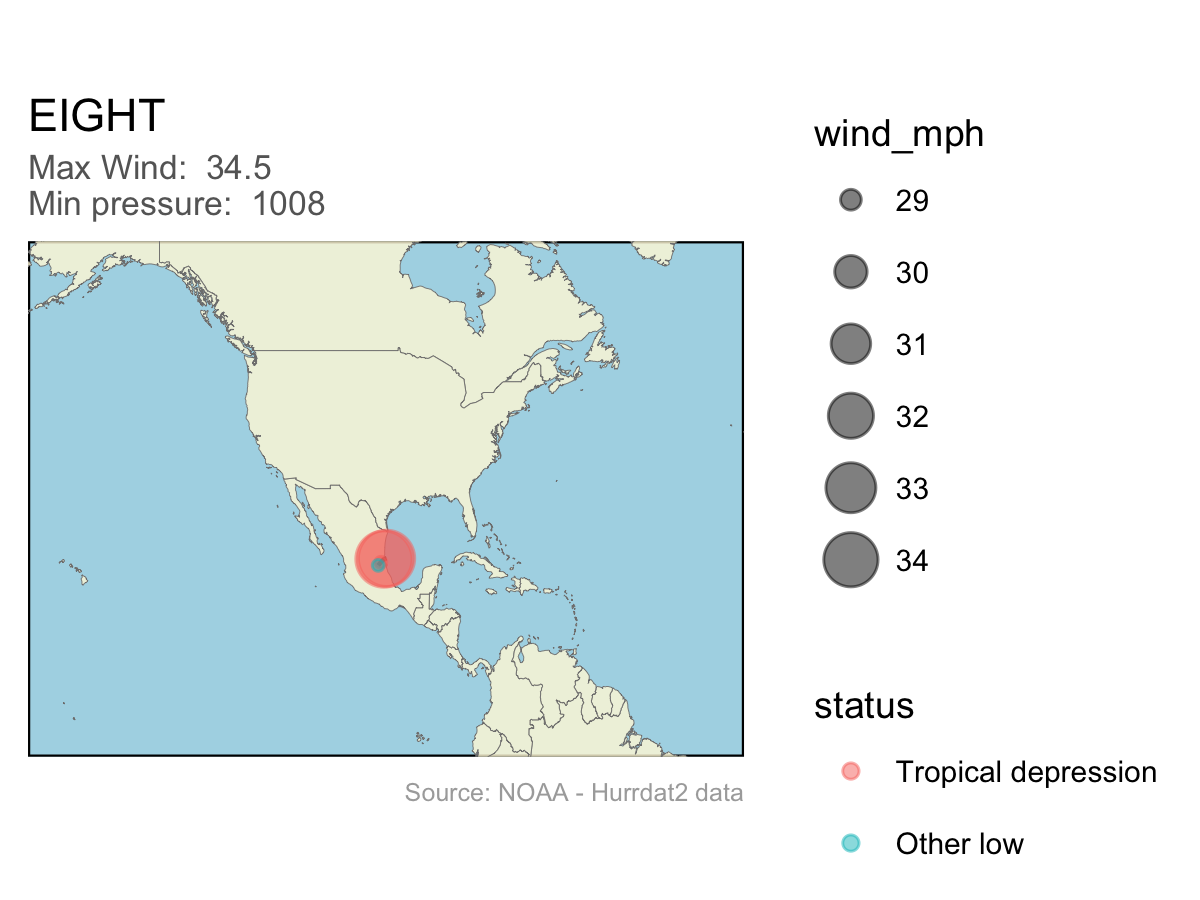 EIGHT
Max Wind:  34.5
Min pressure:  1008
wind_mph
29
30
31
32
33
34
status
Tropical depression
Other low
Source: NOAA - Hurrdat2 data